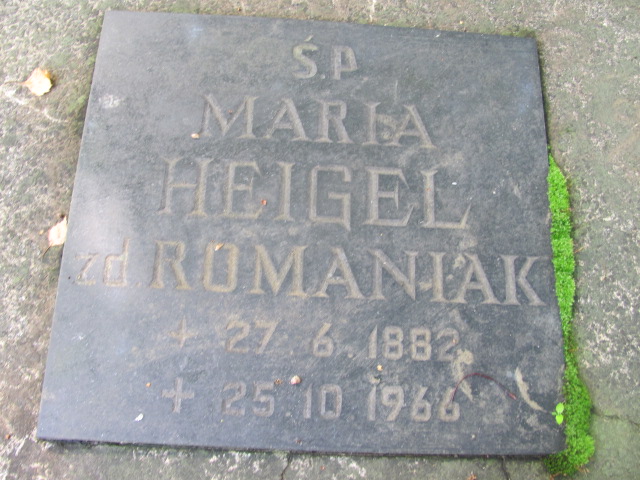 Ś.P.
MARIA
HEIGEL
zd ROMANIAK
+ 27.6.1882
+ 25.10.1966